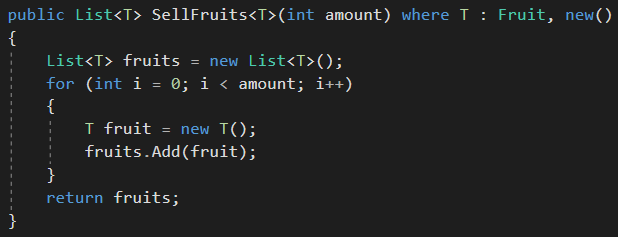 public List<T> SellFruits<T>(int amount) where T : Fruit, new()
{
    List<T> fruits = new List<T>();
    for (int i = 0; i < amount; i++)
    {
        T fruit = new T();
        fruits.Add(fruit);
    }
    return fruits;
}